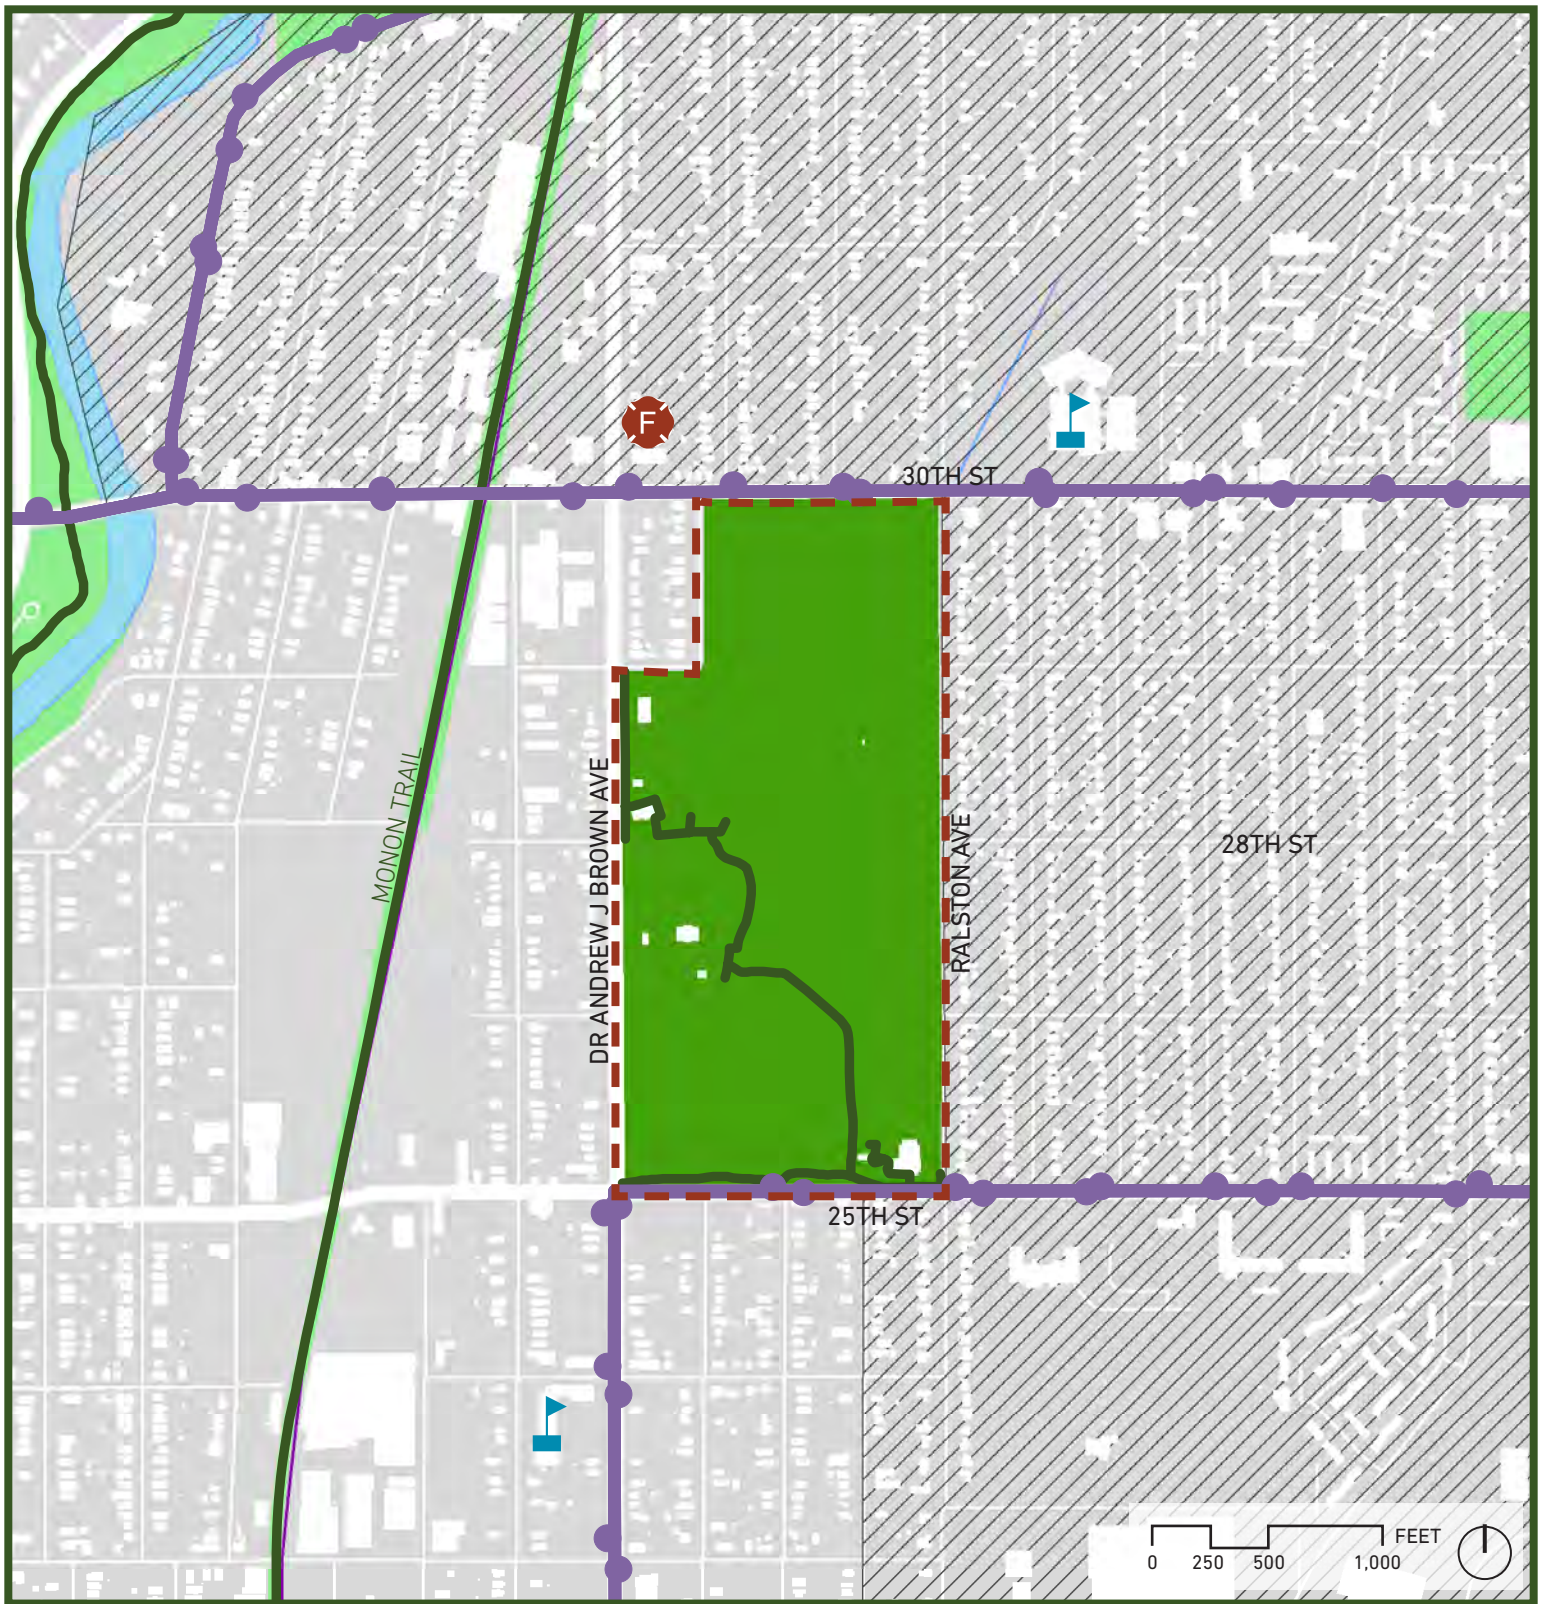 F
30TH ST
MONON TRAIL
DR ANDREW J BROWN AVE
RALSTON AVE
28TH ST
25TH ST
FEET
0 250 500 1,000